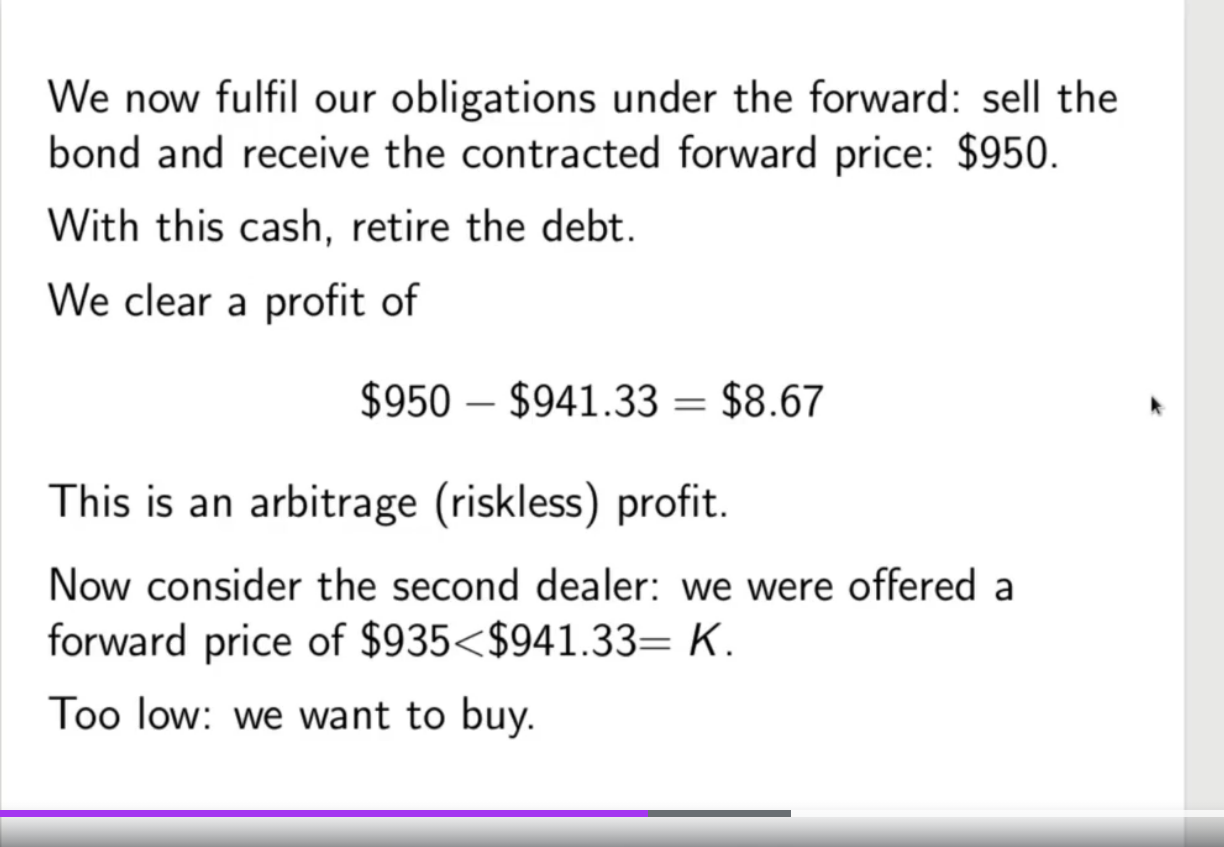 We now fulfil our obligations under the forward: sell the
bond and receive the contracted forward price: $950.
With this cash, retire the debt.
We clear a profit of
$950 − $941.33 = $8.67
This is an arbitrage (riskless) profit.
Now consider the second dealer: we were offered a
forward price of $935<$941.33= K.
Too low: we want to buy.